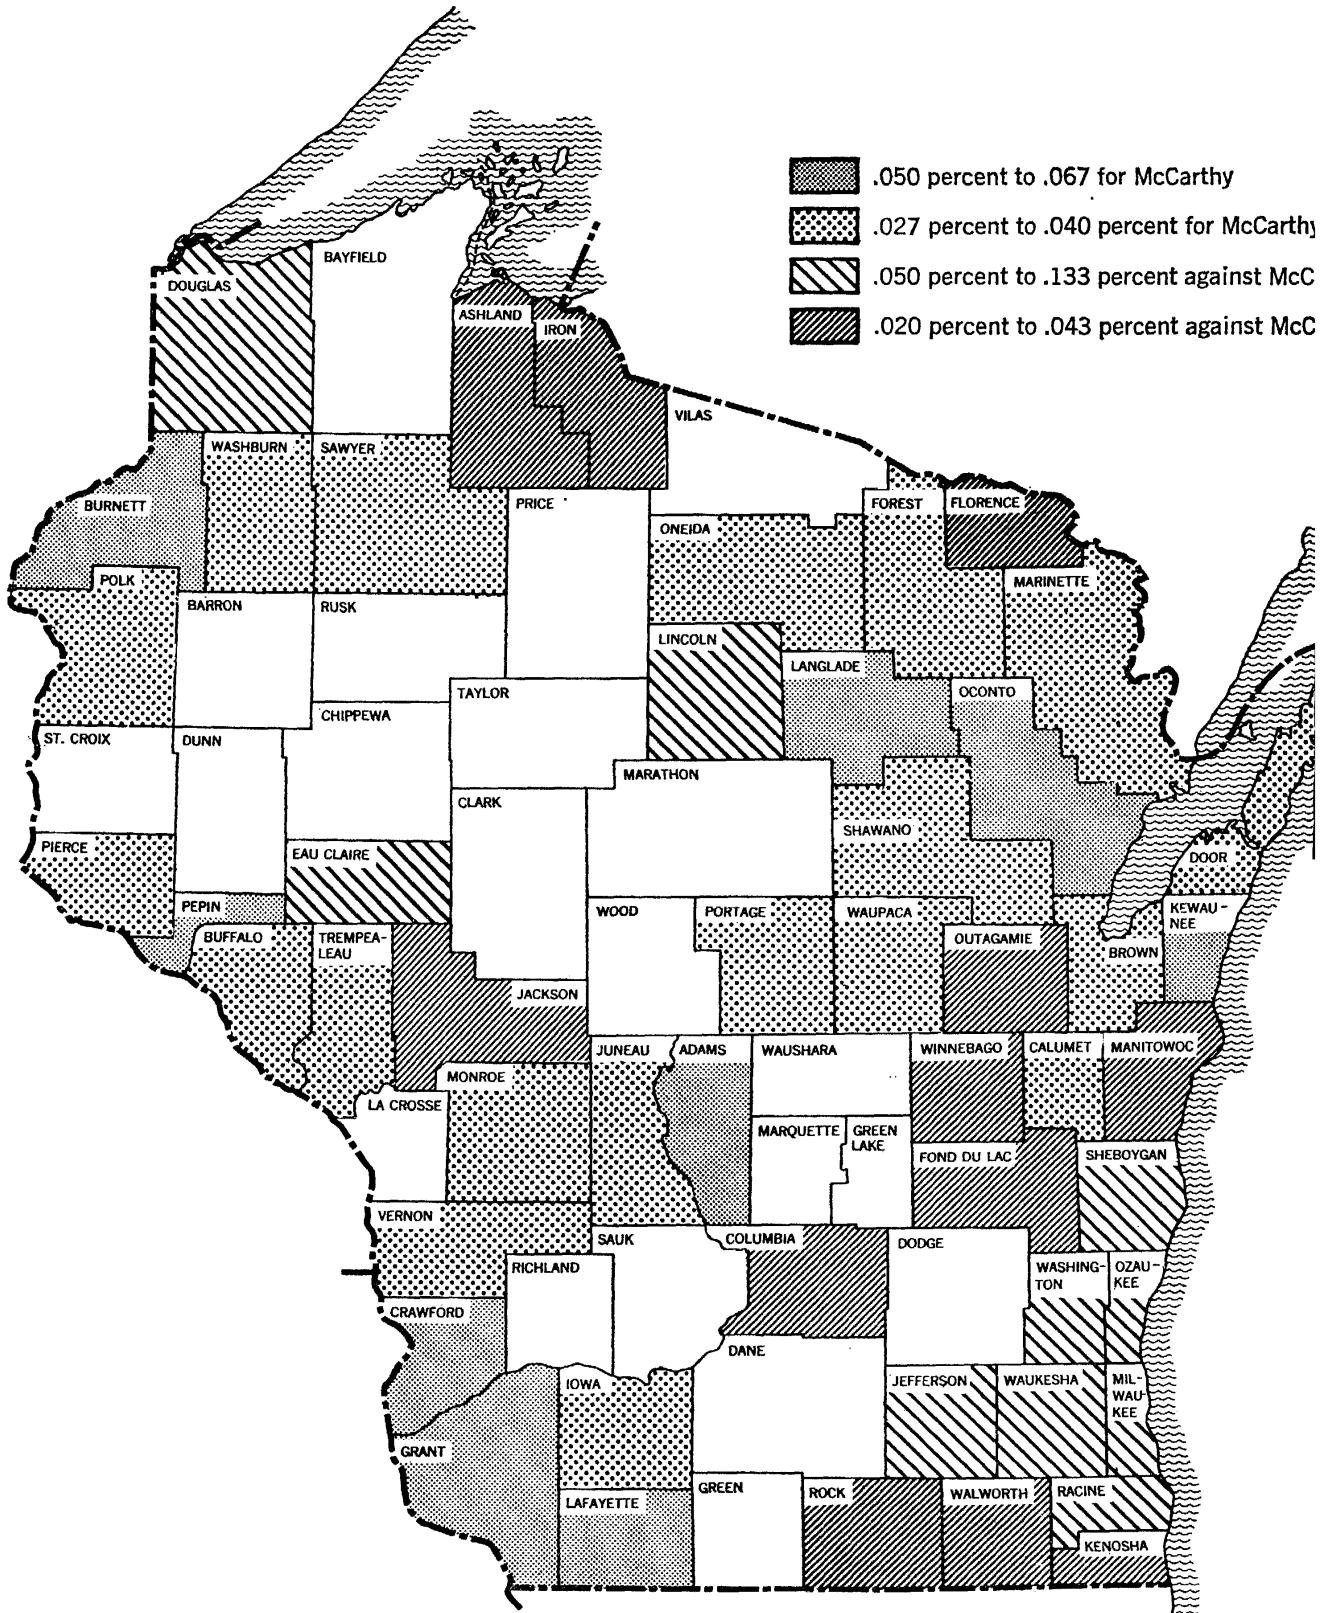 .050 percent to .067 for McCarthy
.027 percent to .040 percent for McCarthy
.050 percent to .133 percent against McC
.020 percent to .043 percent against McC
BAYFIELD
DOUGLAS
ASHLAND
IRON
VILAS
WASHBURN
SAWYER
BURNETT
PRICE
FOREST
FLORENCE
ONEIDA
POLK
MARINETTE
BARRON
RUSK
LINCOLN
LANGLADE
TAYLOR
OCONTO
CHIPPEWA
ST. CROIX
DUNN
MARATHON
CLARK
SHAWANO
PIERCE
EAU CLAIRE
DOOR
PEPIN
WOOD
PORTAGE
WAUPACA
KEWAU-
NEE
BUFFALO
TREMPEA-
LEAU
OUTAGAMIE
BROWN
JACKSON
JUNEAU
ADAMS
WAUSHARA
WINNEBAGO
CALUMET
MANITOWOC
MONROE
LA CROSSE
MARQUETTE
GREEN
LAKE
FOND DU LAC
SHEBOYGAN
VERNON
SAUK
COLUMBIA
DODGE
RICHLAND
WASHING-
TON
OZAU-
KEE
CRAWFORD
DANE
IOWA
JEFFERSON
WAUKESHA
MIL-
WAU-
KEE
GRANT
GREEN
ROCK
WALWORTH
RACINE
LAFAYETTE
KENOSHA